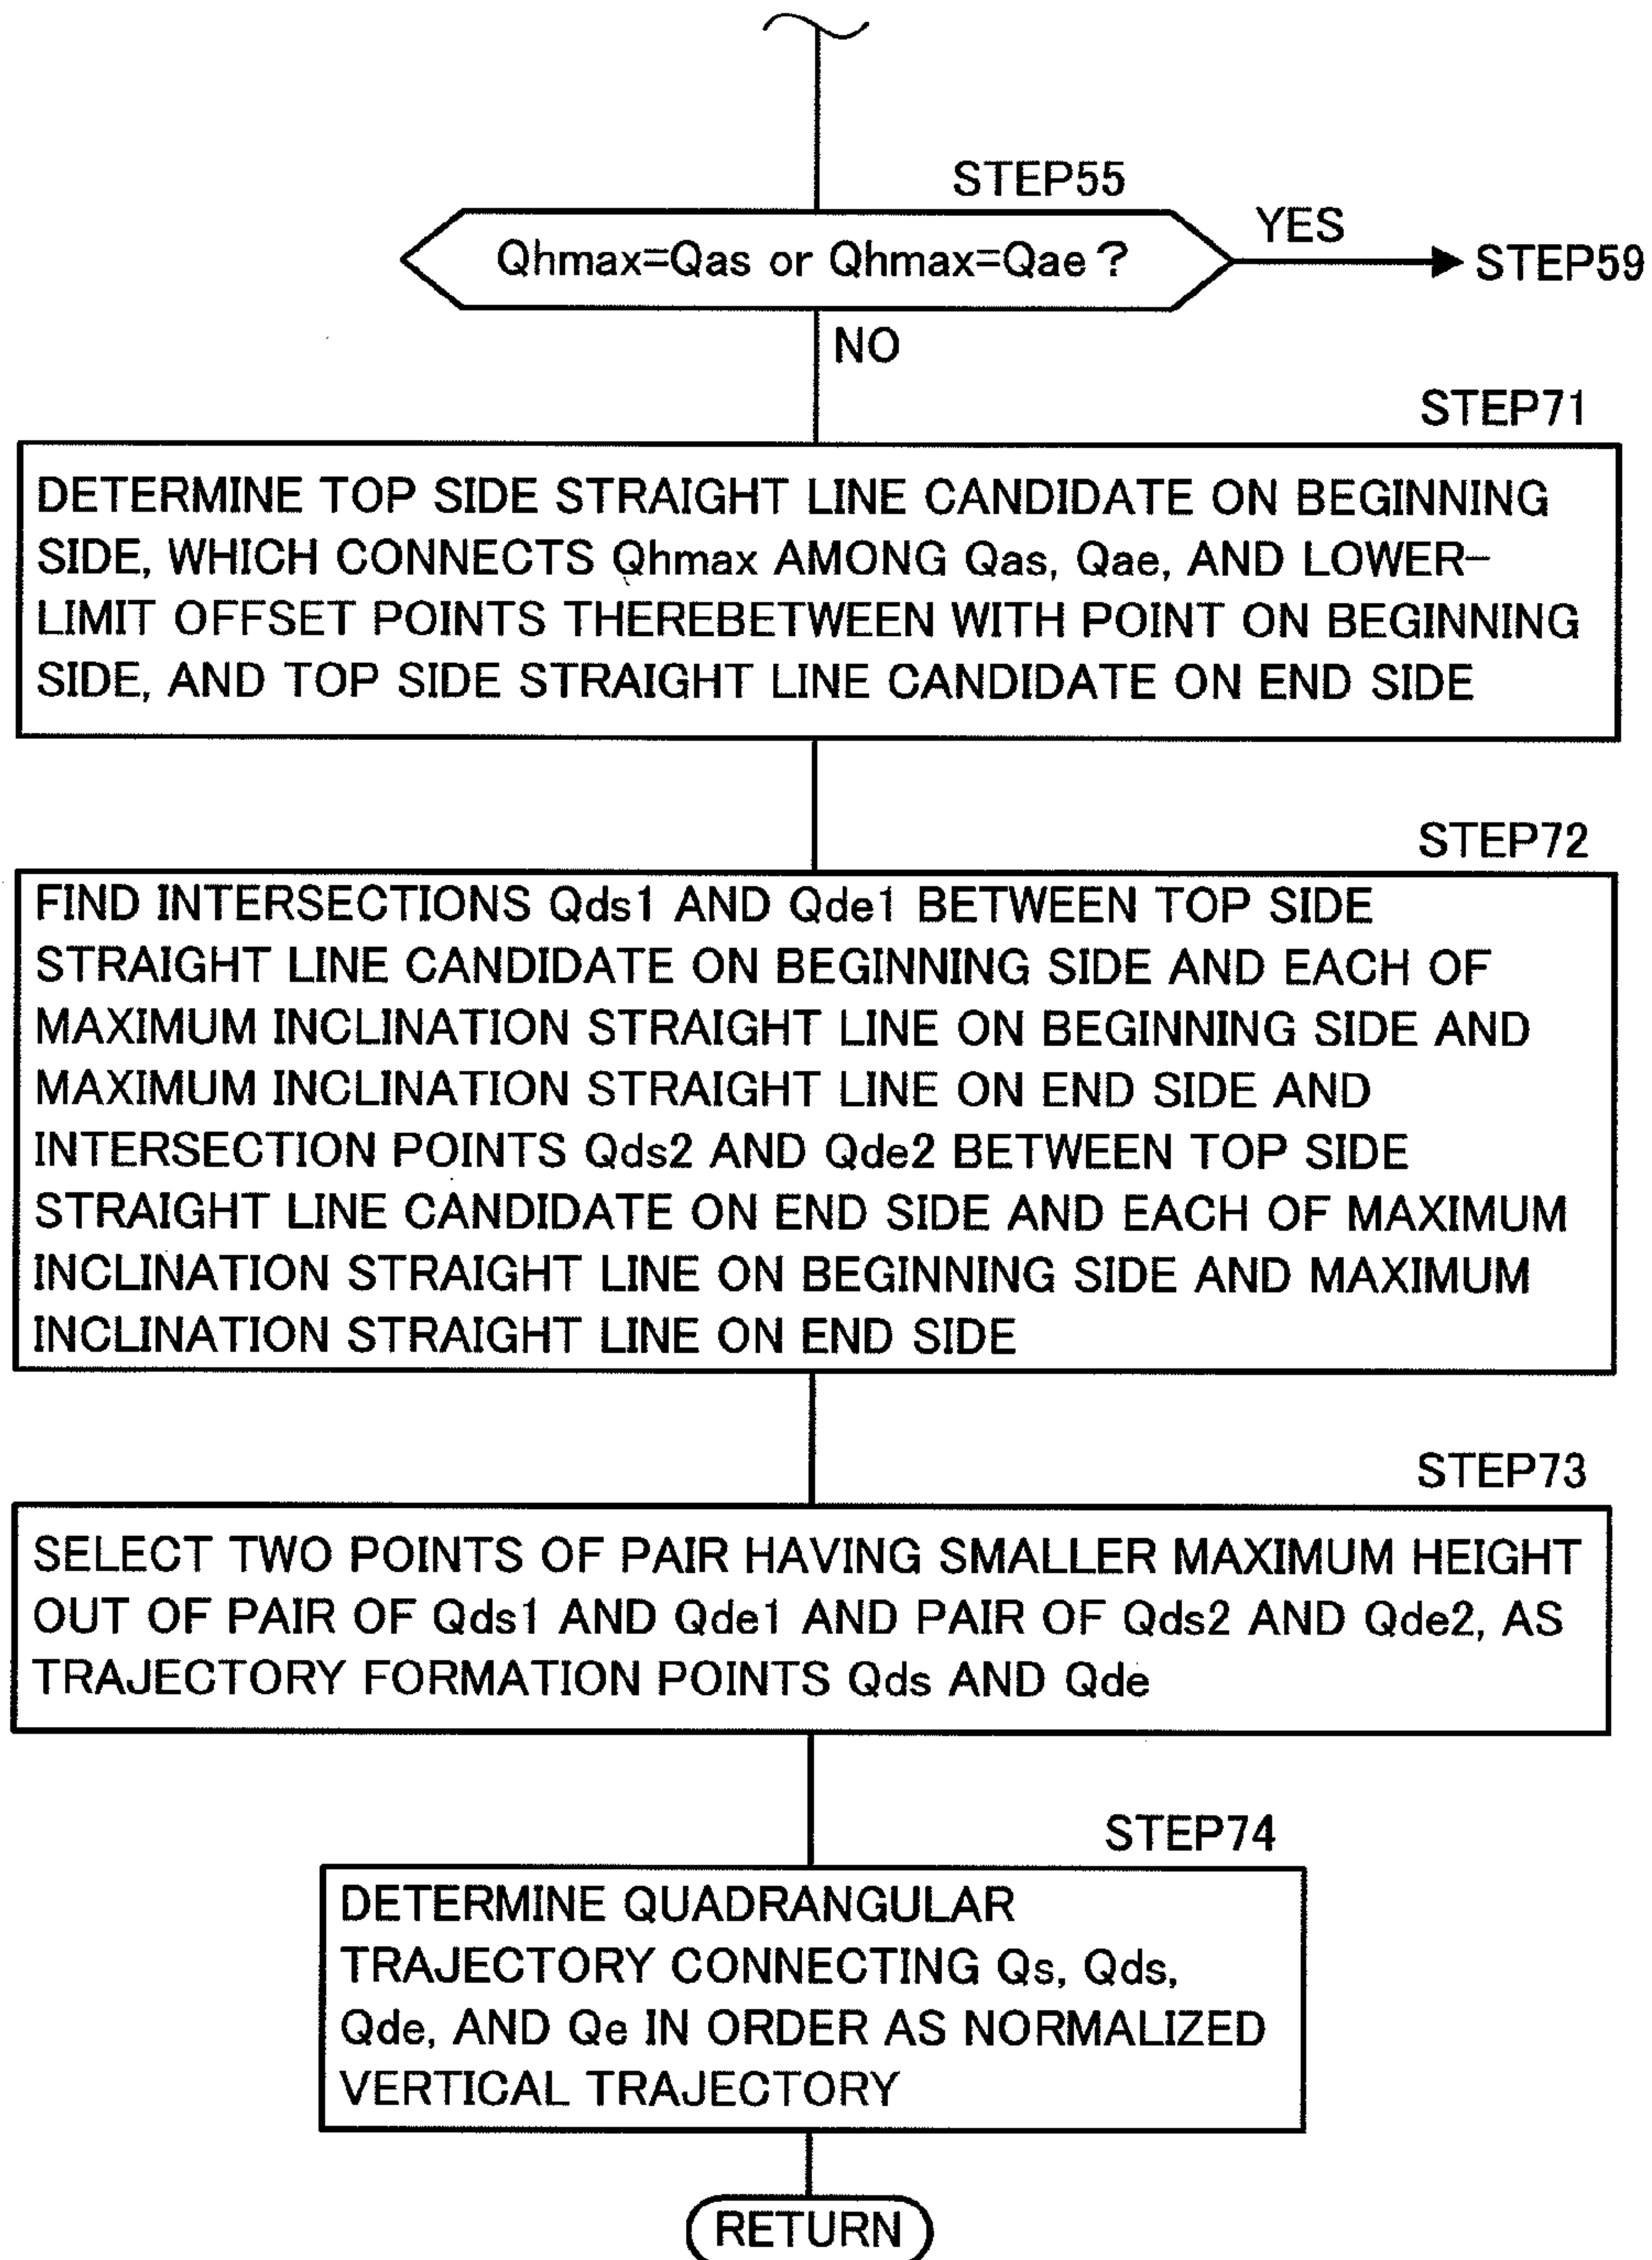 STEP55
Qhmax=Qas or Qhmax=Qae ?
YES
STEP59
NO
STEP71
DETERMINE TOP SIDE STRAIGHT LINE CANDIDATE ON BEGINNING
SIDE, WHICH CONNECTS Qhmax AMONG Qas, Qae, AND LOWER-
LIMIT OFFSET POINTS THEREBETWEEN WITH POINT ON BEGINNING
SIDE, AND TOP SIDE STRAIGHT LINE CANDIDATE ON END SIDE
STEP72
FIND INTERSECTIONS Qds1 AND Qde1 BETWEEN TOP SIDE
STRAIGHT LINE CANDIDATE ON BEGINNING SIDE AND EACH OF
MAXIMUM INCLINATION STRAIGHT LINE ON BEGINNING SIDE AND
MAXIMUM INCLINATION STRAIGHT LINE ON END SIDE AND
INTERSECTION POINTS Qds2 AND Qde2 BETWEEN TOP SIDE
STRAIGHT LINE CANDIDATE ON END SIDE AND EACH OF MAXIMUM
INCLINATION STRAIGHT LINE ON BEGINNING SIDE AND MAXIMUM
INCLINATION STRAIGHT LINE ON END SIDE
STEP73
SELECT TWO POINTS OF PAIR HAVING SMALLER MAXIMUM HEIGHT
OUT OF PAIR OF Qds1 AND Qde1 AND PAIR OF Qds2 AND Qde2, AS
TRAJECTORY FORMATION POINTS Qds AND Qde
STEP74
DETERMINE QUADRANGULAR
TRAJECTORY CONNECTING Qs, Qds,
Qde, AND Qe IN ORDER AS NORMALIZED
VERTICAL TRAJECTORY
RETURN